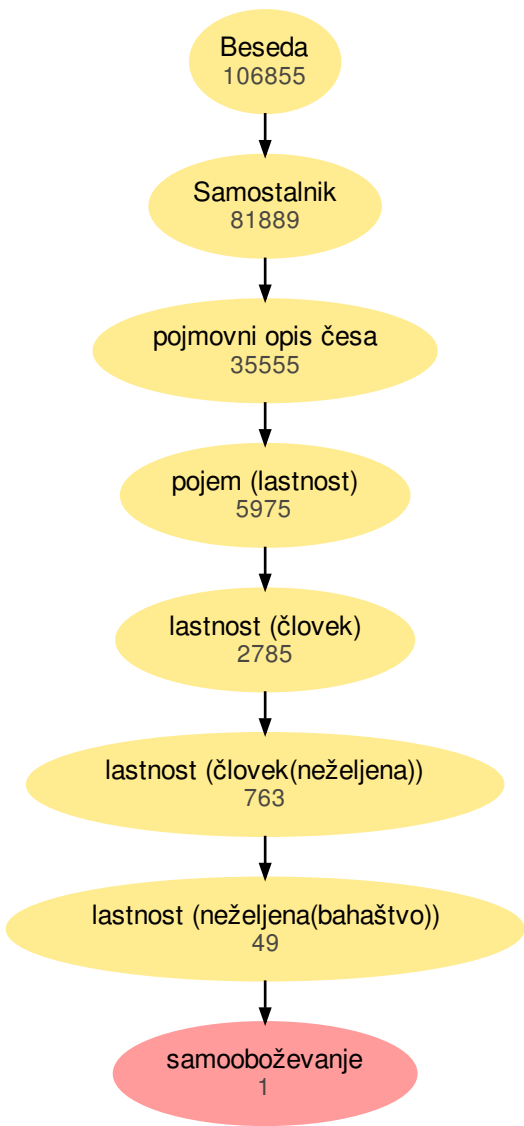 Beseda
106855
Samostalnik
81889
pojmovni opis česa
35555
pojem (lastnost)
5975
lastnost (človek)
2785
lastnost (človek(neželjena))
763
lastnost (neželjena(bahaštvo))
49
samooboževanje
1